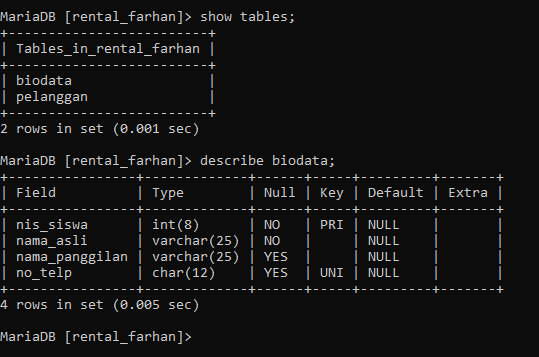 MariaDB [rental_farhan]> show tables;
+-------------------------+
| Tables_in_rental_farhan |
+-------------------------+
| biodata                 |
| pelanggan               |
+-------------------------+
2 rows in set (0.001 sec)
MariaDB [rental_farhan]> describe biodata;
+----------------+-------------+------+-----+---------+-------+
| Field          | Type        | Null | Key | Default | Extra |
+----------------+-------------+------+-----+---------+-------+
| nis_siswa      | int(8)      | NO   | PRI | NULL    |       |
| nama_asli      | varchar(25) | NO   |     | NULL    |       |
| nama_panggilan | varchar(25) | YES  |     | NULL    |       |
| no_telp        | char(12)    | YES  | UNI | NULL    |       |
+----------------+-------------+------+-----+---------+-------+
4 rows in set (0.005 sec)
MariaDB [rental_farhan]>